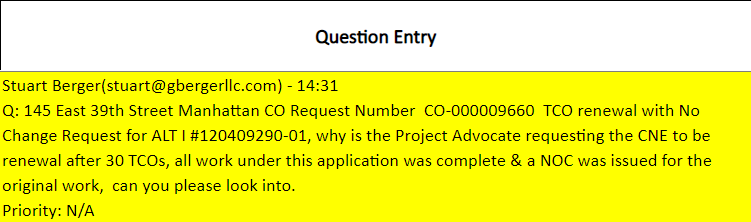 Question Entry
Stuart Berger(stuart@gbergerllc.com) - 14:31
Q: 145 East 39th Street Manhattan CO Request Number  CO-000009660  TCO renewal with No
Change Request for ALT I #120409290-01, why is the Project Advocate requesting the CNE to be
renewal after 30 TCOs, all work under this application was complete & a NOC was issued for the
original work,  can you please look into.
Priority: N/A